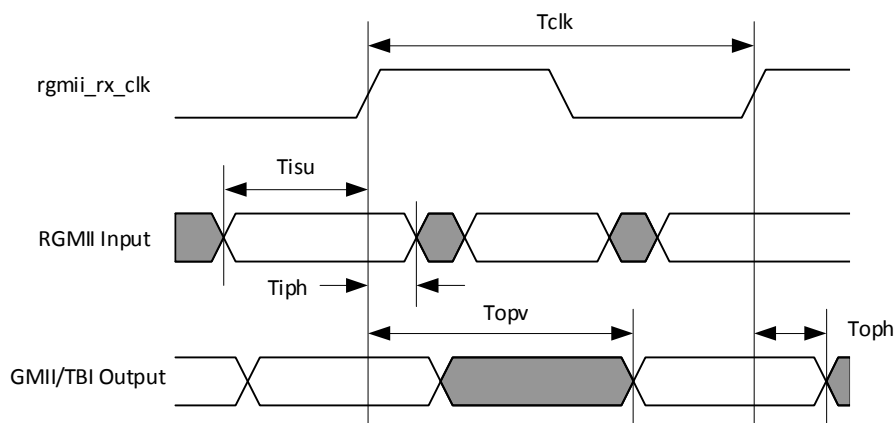 Tclk
rgmii_rx_clk
Tisu
RGMII Input
Tiph
Topv
Toph
GMII/TBI Output